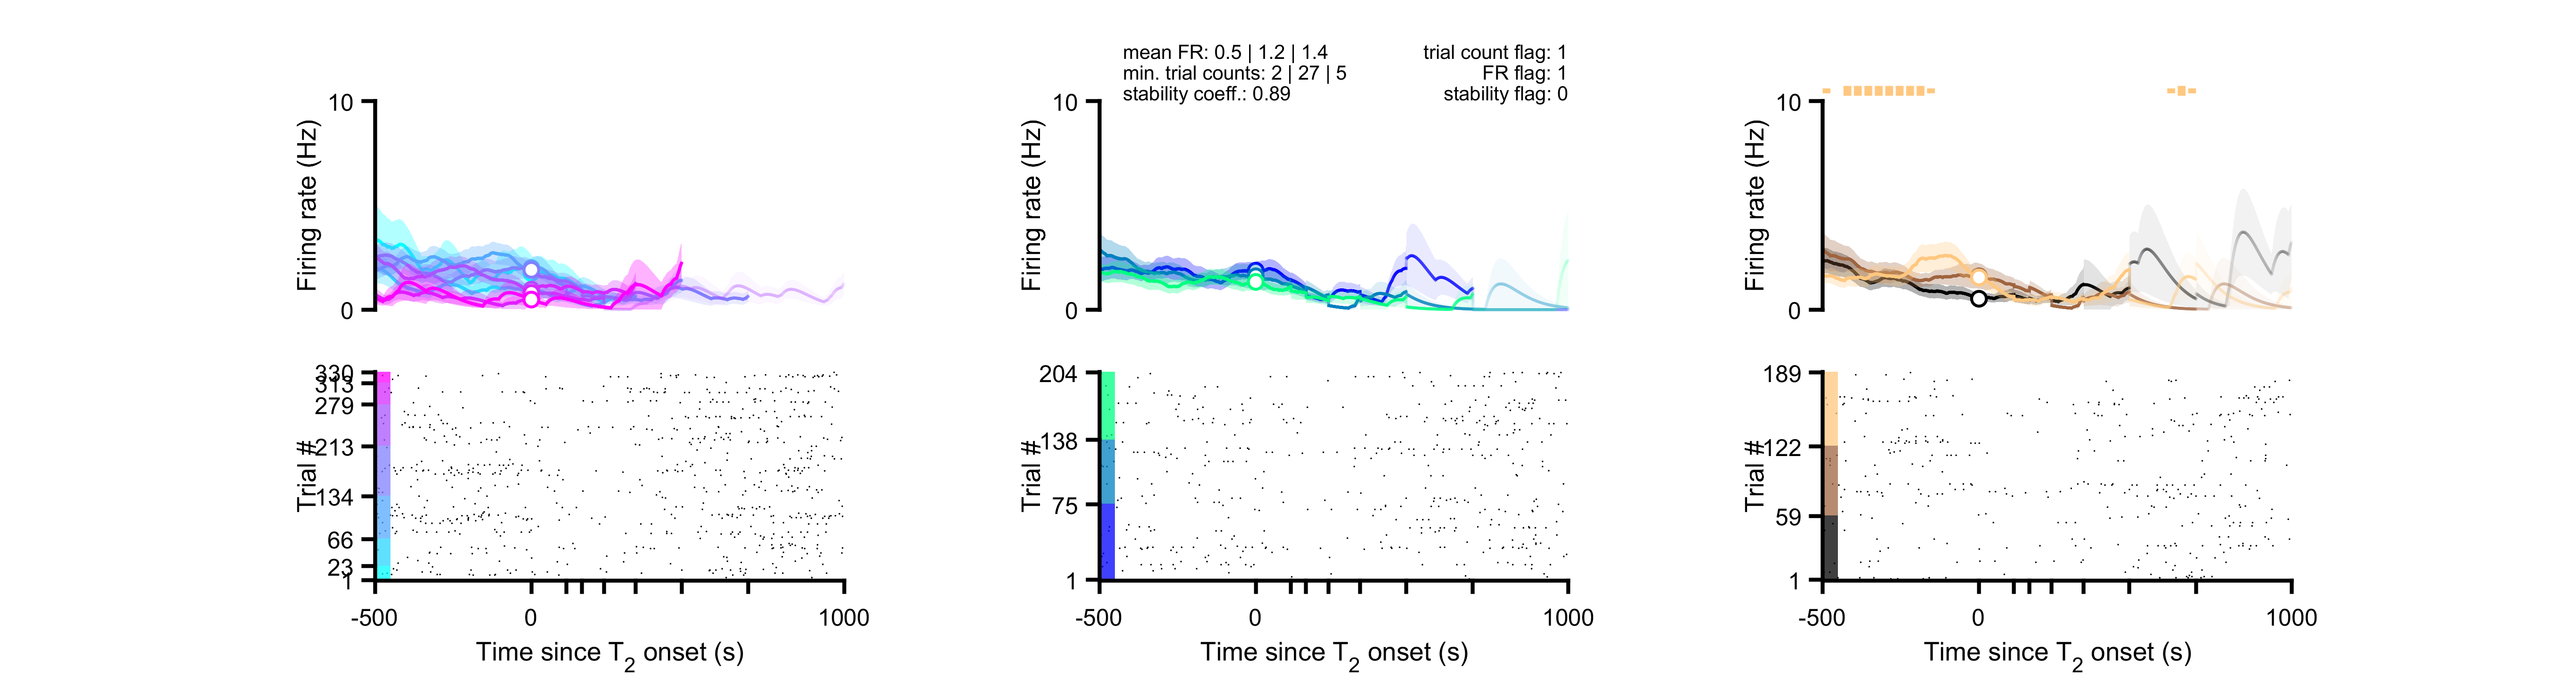 mean FR: 0.5 | 1.2 | 1.4
min. trial counts: 2 | 27 | 5
stability coeff.: 0.89
trial count flag: 1
FR flag: 1
stability flag: 0
10
Firing rate (Hz)
0
10
Firing rate (Hz)
0
10
Firing rate (Hz)
0
330
313
279
213
134
66
23
1
Trial #
-500
0
1000
Time since T2 onset (s)
204
138
75
1
Trial #
-500
0
1000
Time since T2 onset (s)
189
122
59
1
Trial #
-500
0
1000
Time since T2 onset (s)